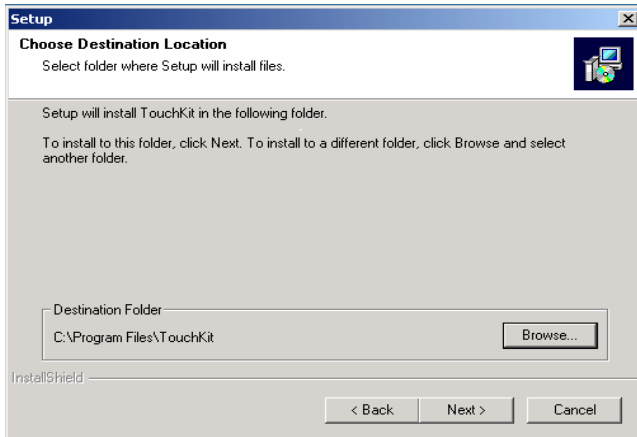 Setup
Choose Destination Location
Select folder where Setup will install files.
Setup will install TouchKit in the following folder.
To install to this folder, click Next. To install to a different folder, click Browse and select
another folder.
Destination Folder
C:\Program Files\TouchKit
Browse...
InstallShield
< Back
Next >
Cancel